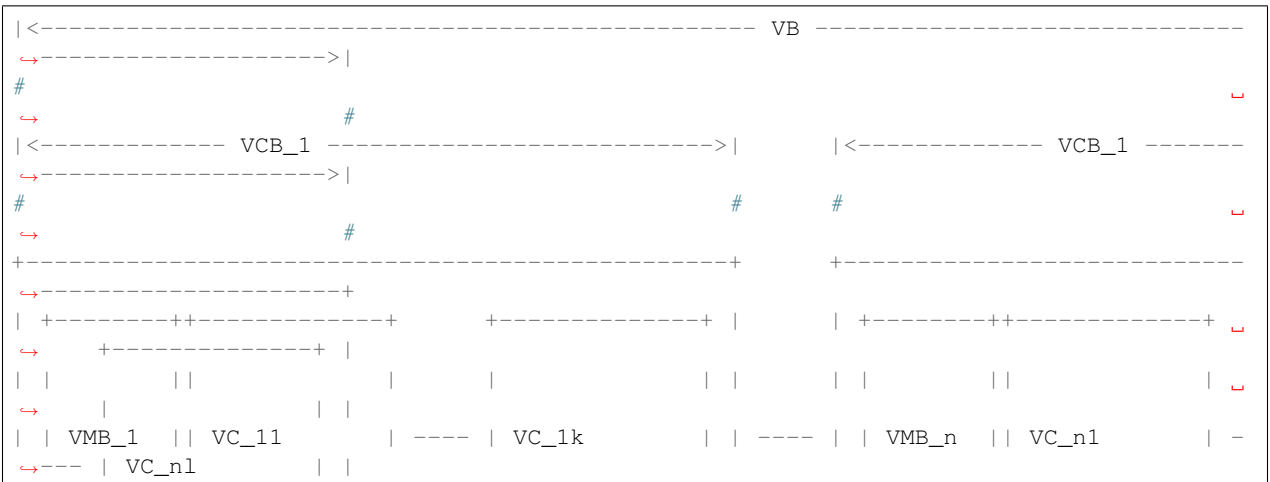 |<-------------------------------------------------- VB ------------------------------
↪--------------------->|
#                                                                                     ␣
↪                      #
|<------------- VCB_1 --------------------------->|      |<------------- VCB_1 -------
↪--------------------->|
#                                                 #      #                            ␣
↪                      #
+-------------------------------------------------+      +----------------------------
↪----------------------+
| +--------++-------------+      +--------------+ |      | +--------++-------------+ ␣
↪     +--------------+ |
| |        ||             |      |              | |      | |        ||             | ␣
↪     |              | |
| | VMB_1  || VC_11       | ---- | VC_1k        | | ---- | | VMB_n  || VC_n1       | -
↪--- | VC_nl        | |